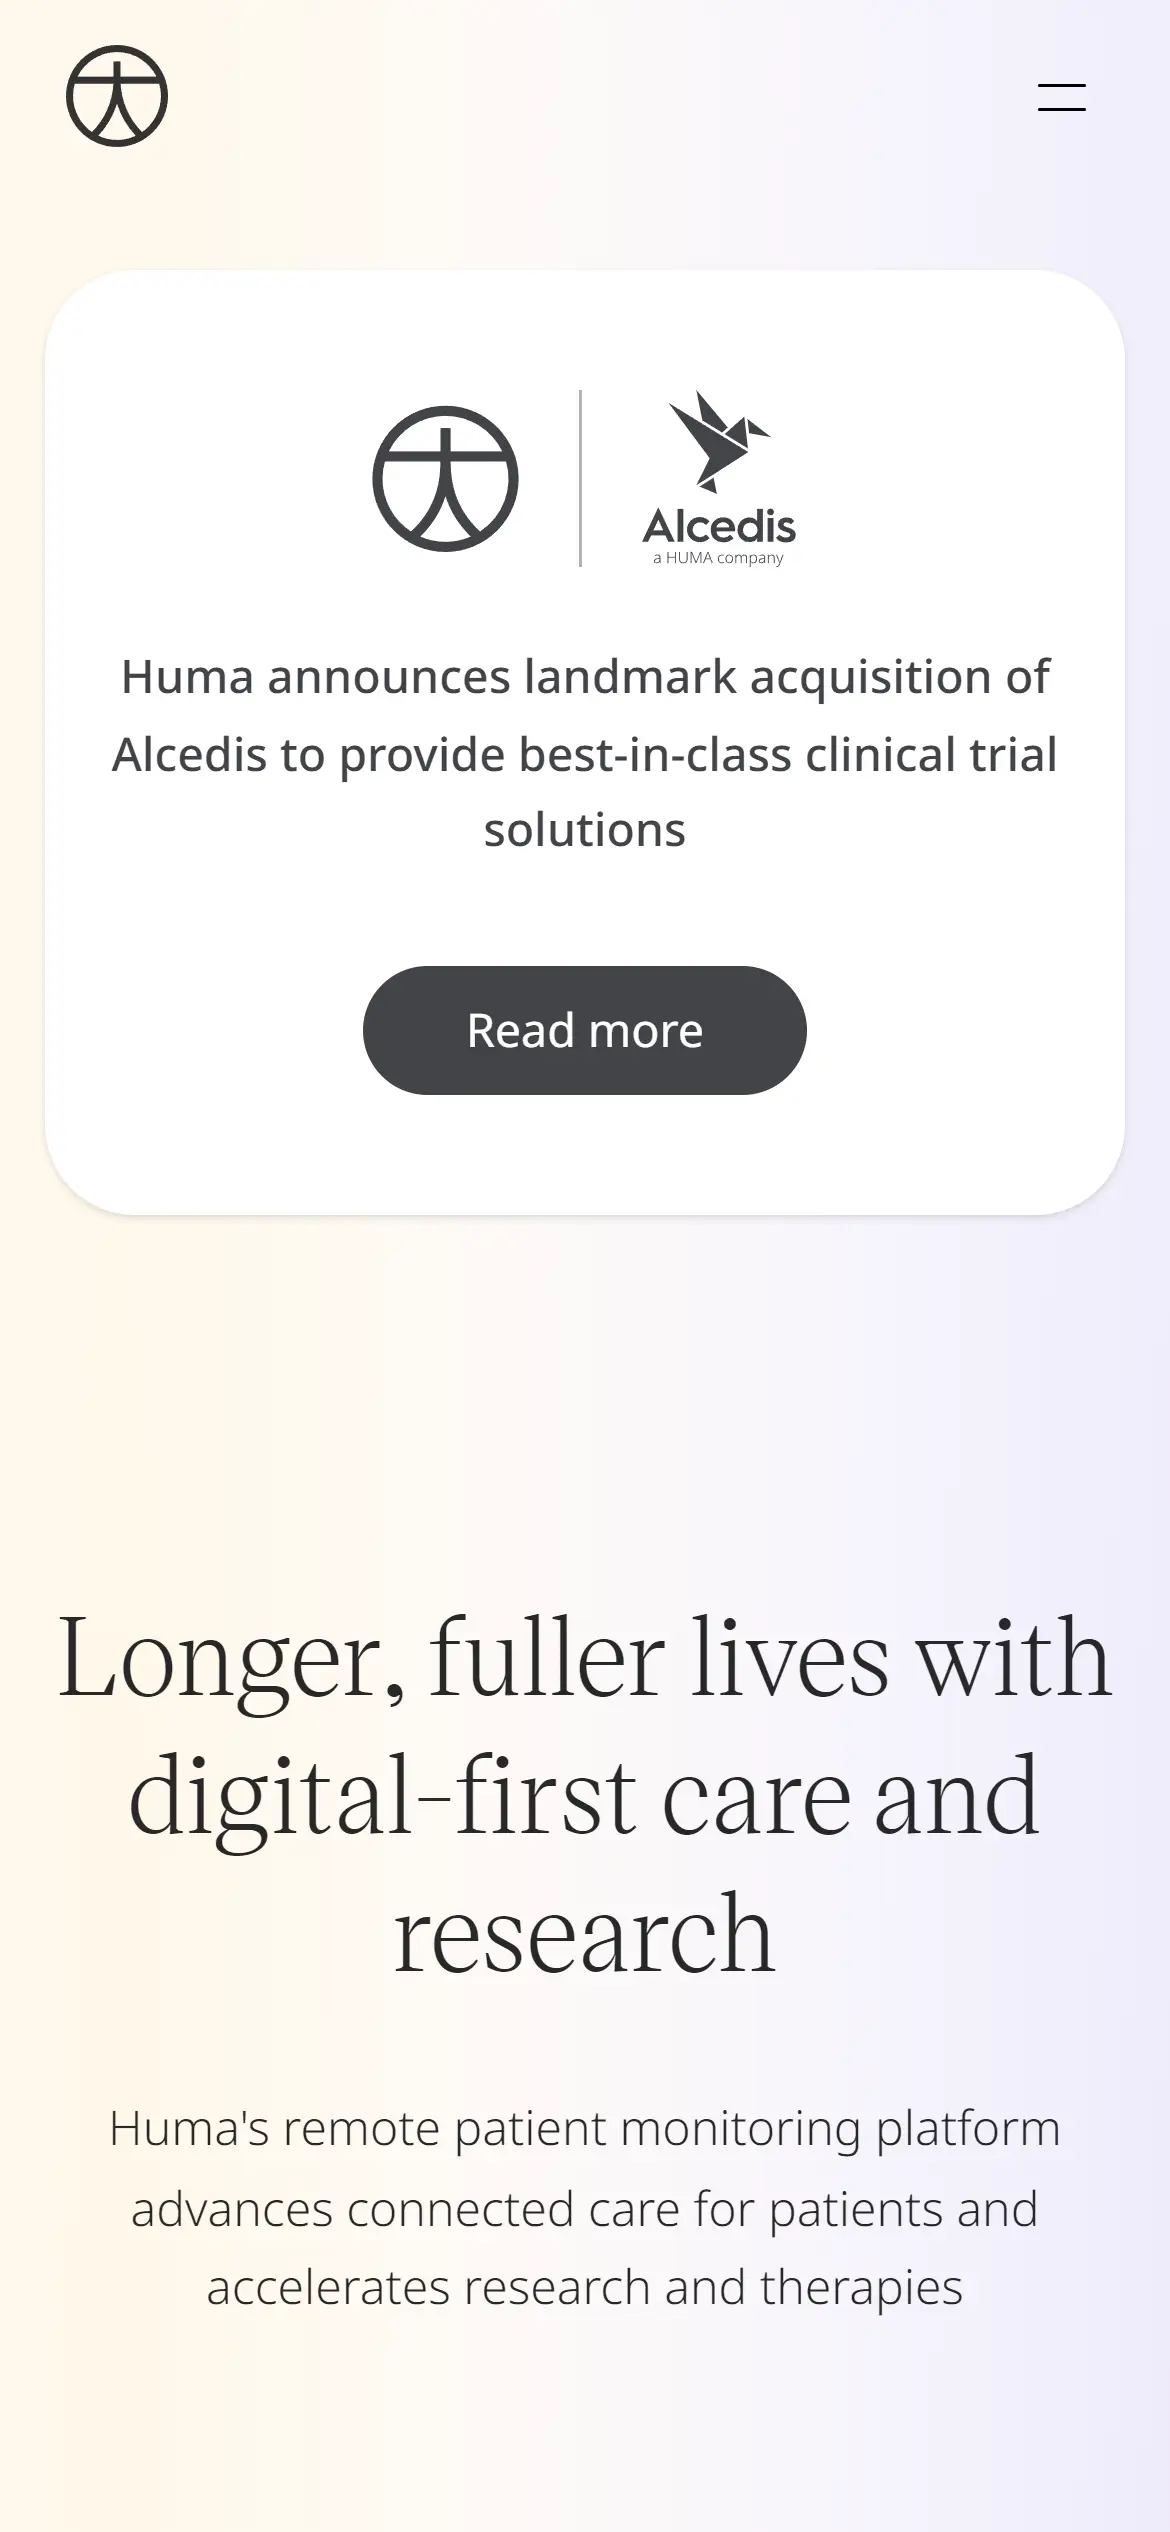 Alcedis
a HUMA company
Huma announces landmark acquisition of
Alcedis to provide best-in-class clinical trial
solutions
Read more
Longer, fuller lives with
digital-first care and
research
Huma's remote patient monitoring platform
advances connected care for patients and
accelerates research and therapies